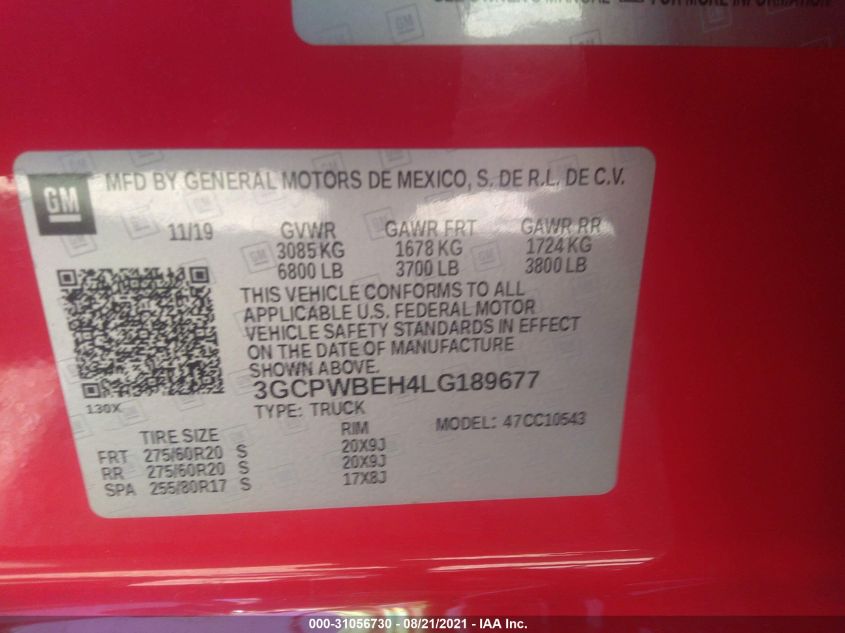 FOR MORE INFORMATION
GM
MFD BY GENERAL MOTORS DE MEXICO, S. DE R.L. DE C.V.
11/19 GVWR GAWR FRT GAWR RR
3085 KG 1678 KG 1724 KG
6800 LB 3700 LB 3800 LB
THIS VEHICLE CONFORMS TO ALL
APPLICABLE U.S. FEDERAL MOTOR
VEHICLE SAFETY STANDARDS IN EFFECT
ON THE DATE OF MANUFACTURE
SHOWN ABOVE.
3GCPWBEH4LG189677
130X
TYPE: TRUCK MODEL: 47CC10543
TIRE SIZE RIM
FRT 275/60R20 S 20X9J
RR 275/60R20 S 20X9J
SPA 255/80R17 S 17X8J
000-31056730 - 08/21/2021 - IAA Inc.